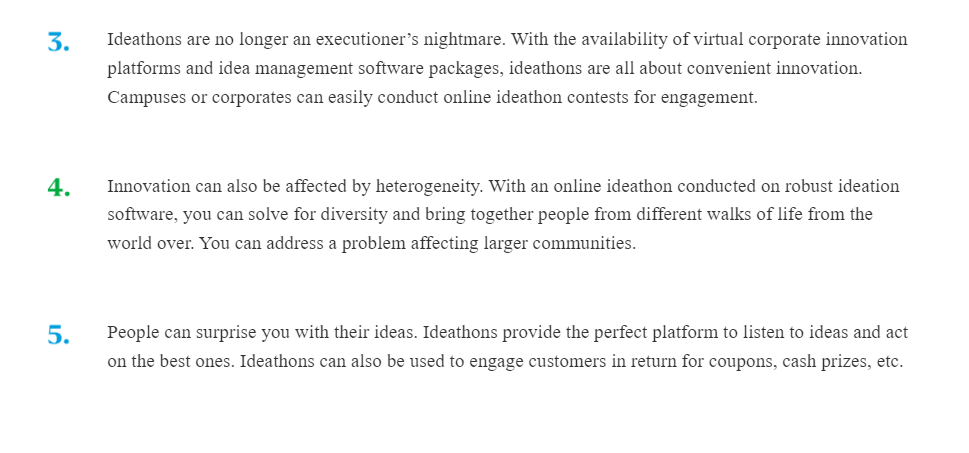 3. Ideathons are no longer an executioner’s nightmare. With the availability of virtual corporate innovation
platforms and idea management software packages, ideathons are all about convenient innovation.
Campuses or corporates can easily conduct online ideathon contests for engagement.
4. Innovation can also be affected by heterogeneity. With an online ideathon conducted on robust ideation
software, you can solve for diversity and bring together people from different walks of life from the
world over. You can address a problem affecting larger communities.
5. People can surprise you with their ideas. Ideathons provide the perfect platform to listen to ideas and act
on the best ones. Ideathons can also be used to engage customers in return for coupons, cash prizes, etc.